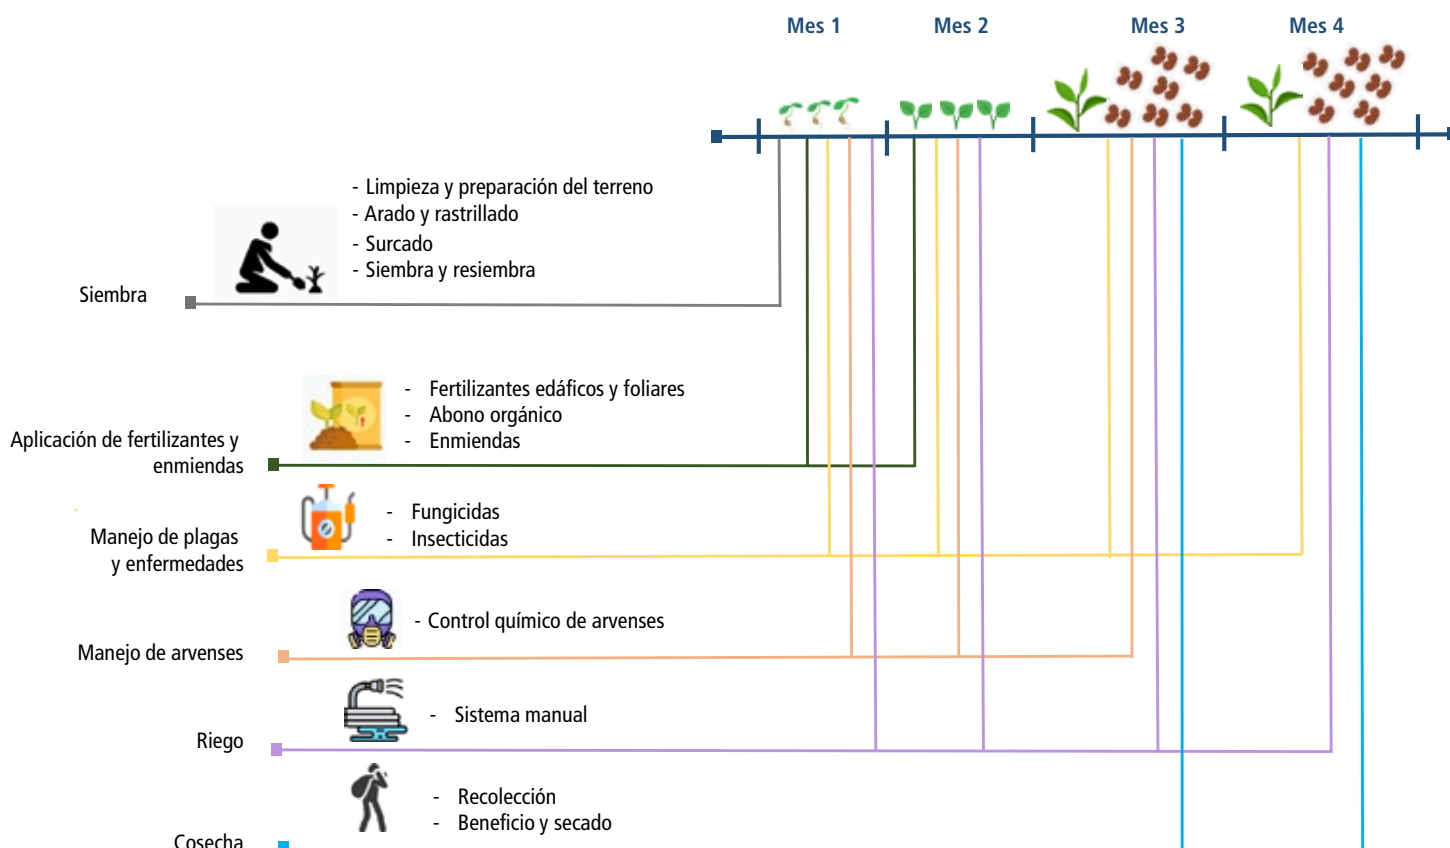 Mes 1
Mes 2
Mes 3
Mes 4
- Limpieza y preparación del terreno
- Arado y rastrillado
- Surcado
- Siembra y resiembra
Siembra
- Fertilizantes edáficos y foliares
- Abono orgánico
- Enmiendas
Aplicación de fertilizantes y
enmiendas
- Fungicidas
- Insecticidas
Manejo de plagas
y enfermedades
- Control químico de arvenses
Manejo de arvenses
- Sistema manual
Riego
- Recolección
- Beneficio y secado
Cosecha